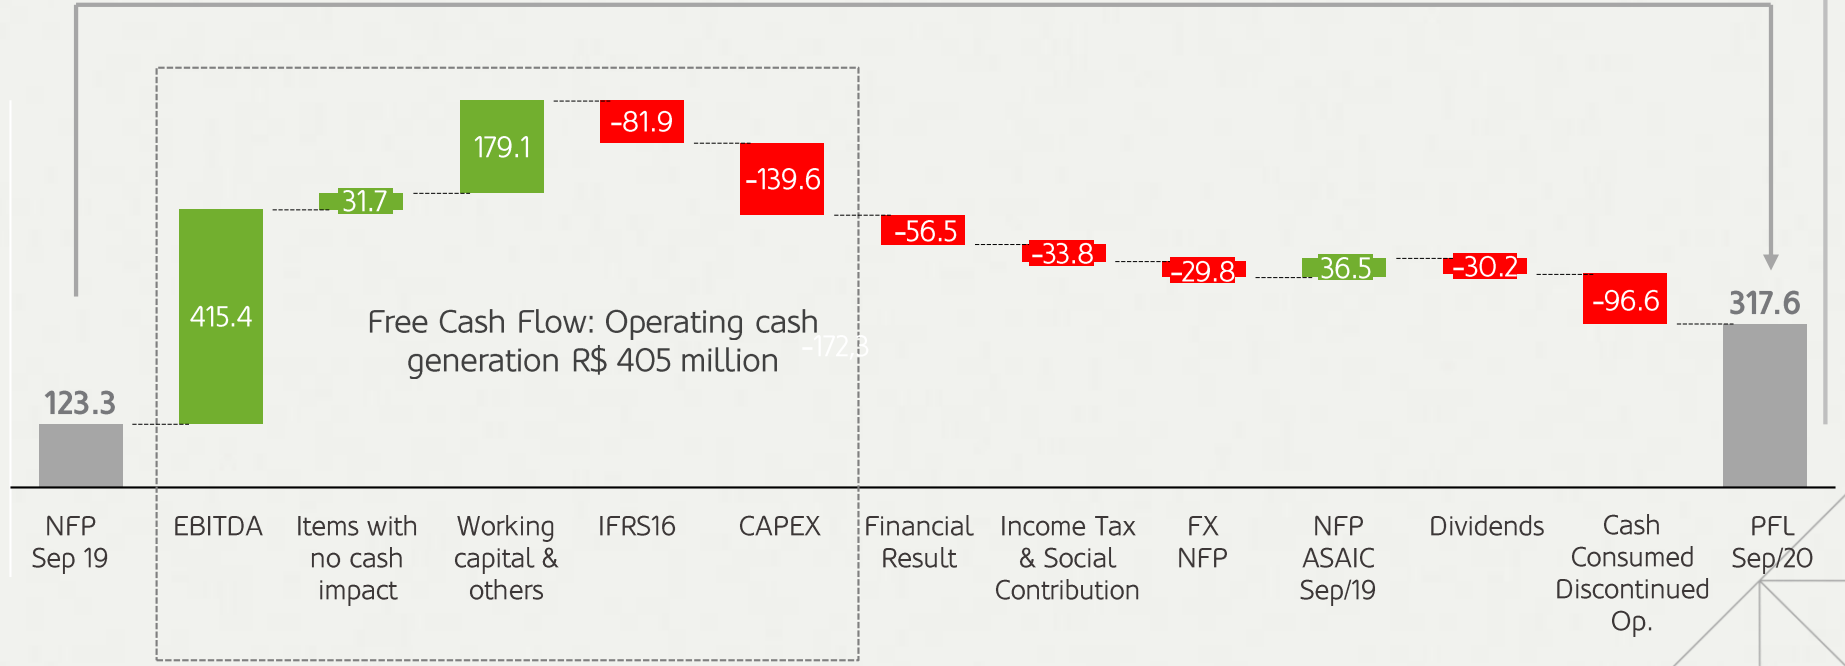 179.1
-81.9
-139.6
31.7
415.4
-56.5
-33.8
-29.8
36.5
-30.2
-96.6
317.6
123.3
Free Cash Flow: Operating cash
generation R$ 405 million
-172,3
NFP
Sep 19
EBITDA
Items with
no cash
impact
Working
capital &
others
IFRS16
CAPEX
Financial
Result
Income Tax
& Social
Contribution
FX
NFP
NFP
ASAIC
Sep/19
Dividends
Cash
Consumed
Discontinued
Op.
PFL
Sep/20